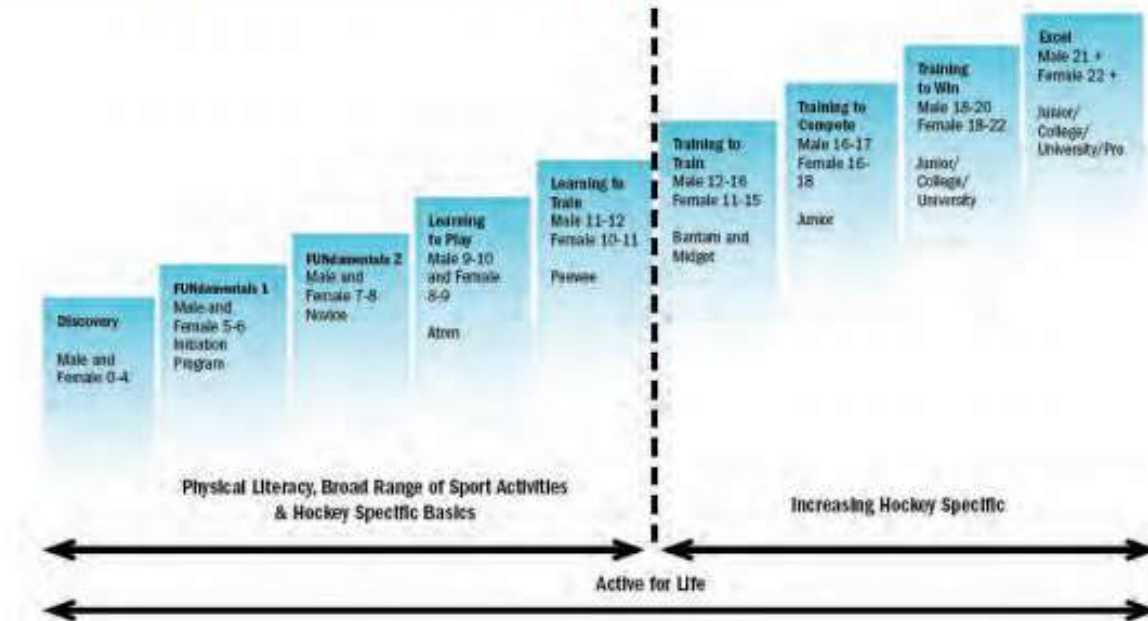 Discovery
Male and
Female 0-4
FUNdamentals 1
Male and
Female 5-6
Initiation
Program
FUNdamentals 2
Male and
Female 7-8
Novice
Learning
to Play
Male 9-10
and Female
8-9
Atom
Learning to
Train
Male 11-12
Female 10-11
Peewee
Training to
Train
Male 12-16
Female 11-15
Bantam and
Midget
Training to
Compete
Male 16-17
Female 16-
18
Junior
Training
to Win
Male 18-20
Female 18-22
Junior/
College/
University
Excel
Male 21 +
Female 22 +
Junior/
College/
University/Pro
Physical Literacy, Broad Range of Sport Activities
& Hockey Specific Basics
Increasing Hockey Specific
Active for Life